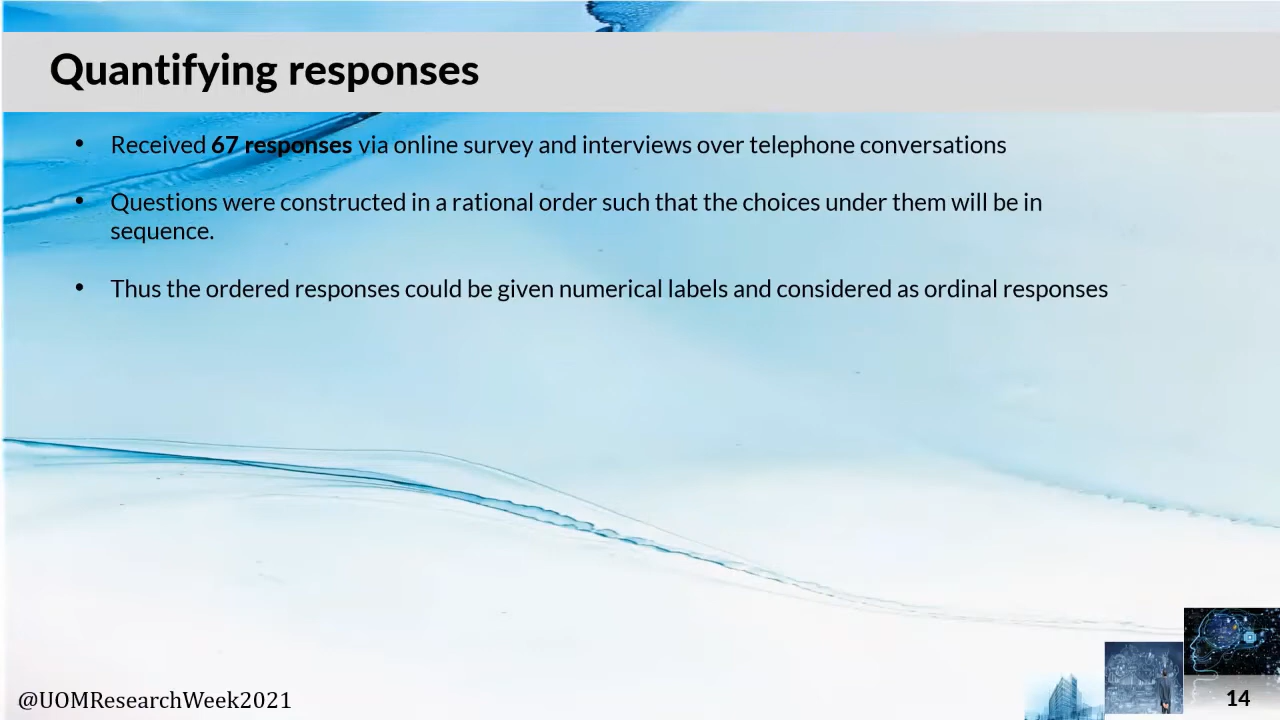 Quantifying responses
• Received 67 responses via online survey and interviews over telephone conversations
• Questions were constructed in a rational order such that the choices under them will be in
sequence.
• Thus the ordered responses could be given numerical labels and considered as ordinal responses
@UOMResearchWeek2021
14